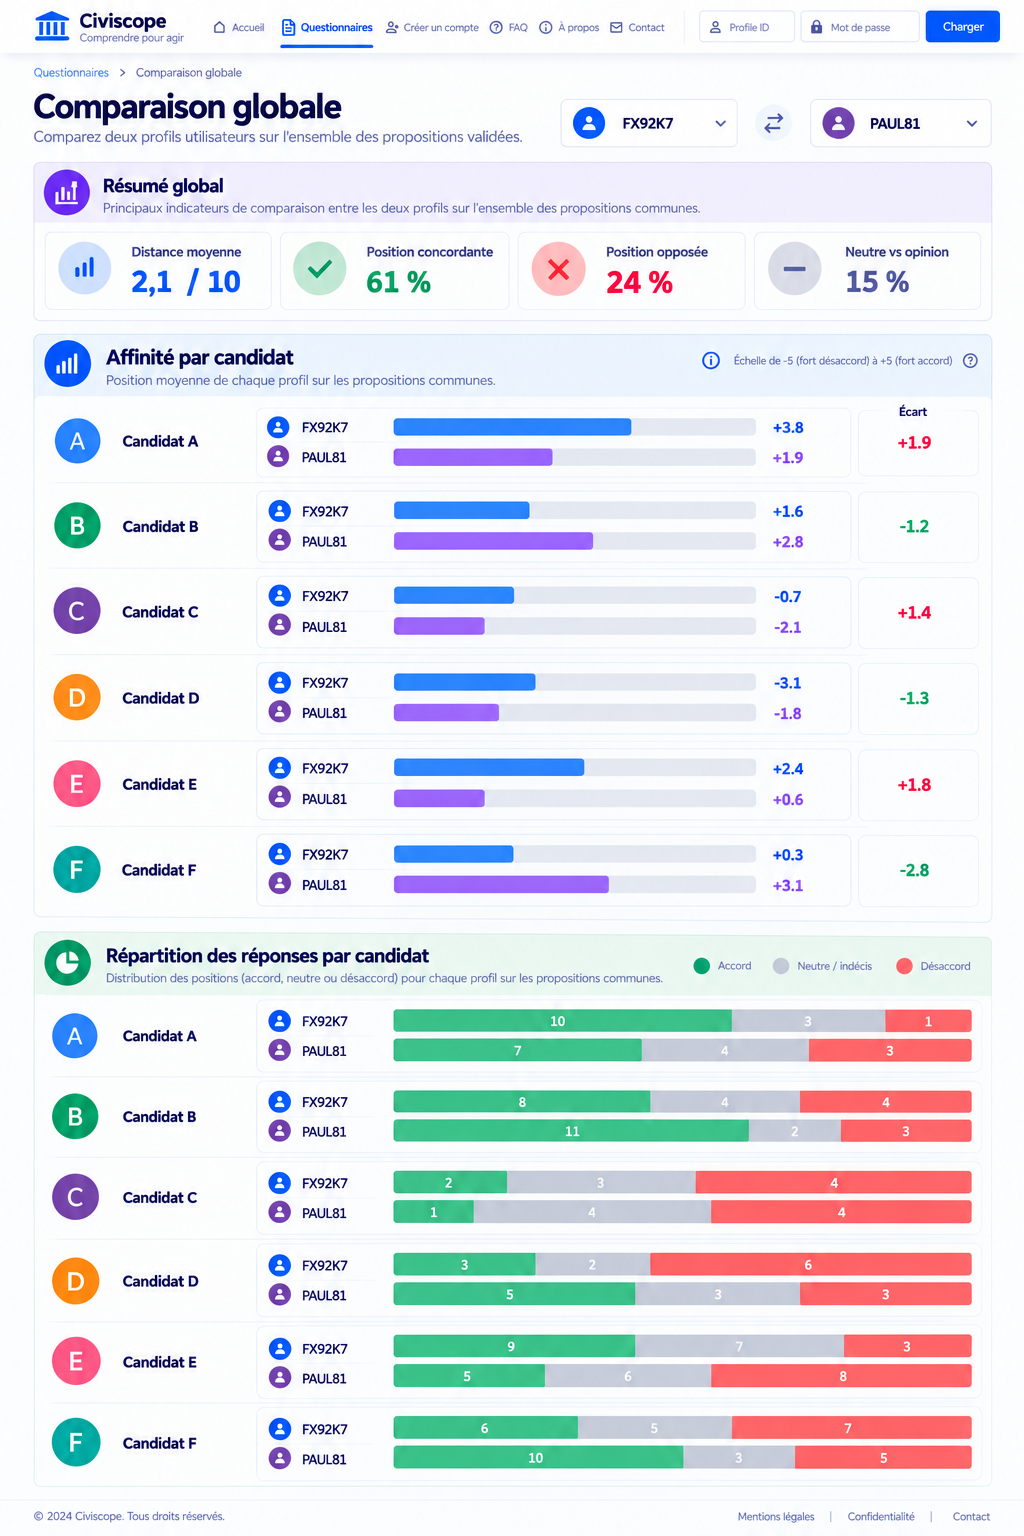 Civiscope
Comprendre pour agir
Accueil
Questionnaires
Créer un compte
FAQ
À propos
Contact
Profile ID
Mot de passe
Charger
Questionnaires > Comparaison globale
Comparaison globale
Comparez deux profils utilisateurs sur l'ensemble des propositions validées.
FX92K7
PAUL81
Résumé global
Principaux indicateurs de comparaison entre les deux profils sur l'ensemble des propositions communes.
Distance moyenne
2,1 / 10
Position concordante
61 %
Position opposée
24 %
Neutre vs opinion
15 %
Affinité par candidat
Position moyenne de chaque profil sur les propositions communes.
Échelle de -5 (fort désaccord) à +5 (fort accord)
Écart
A Candidat A
FX92K7 +3.8
PAUL81 +1.9
+1.9
B Candidat B
FX92K7 +1.6
PAUL81 +2.8
-1.2
C Candidat C
FX92K7 -0.7
PAUL81 -2.1
+1.4
D Candidat D
FX92K7 -3.1
PAUL81 -1.8
-1.3
E Candidat E
FX92K7 +2.4
PAUL81 +0.6
+1.8
F Candidat F
FX92K7 +0.3
PAUL81 +3.1
-2.8
Répartition des réponses par candidat
Distribution des positions (accord, neutre ou désaccord) pour chaque profil sur les propositions communes.
Accord
Neutre / indécis
Désaccord
A Candidat A
FX92K7 10 3 1
PAUL81 7 4 3
B Candidat B
FX92K7 8 4 4
PAUL81 11 2 3
C Candidat C
FX92K7 2 3 4
PAUL81 1 4 4
D Candidat D
FX92K7 3 2 6
PAUL81 5 3 3
E Candidat E
FX92K7 9 7 3
PAUL81 5 6 8
F Candidat F
FX92K7 6 5 7
PAUL81 10 3 5
© 2024 Civiscope. Tous droits réservés.
Mentions légales | Confidentialité | Contact